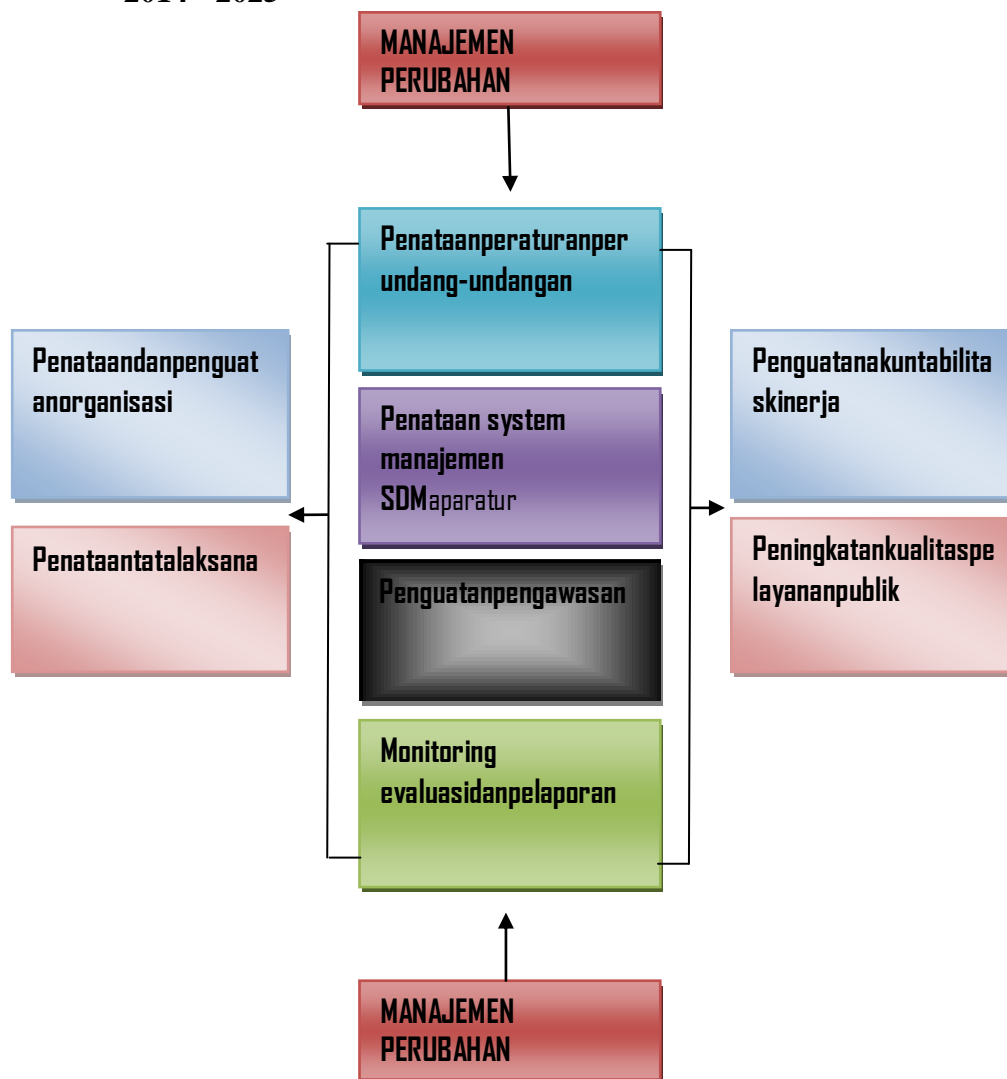 MANAJEMEN
PERUBAHAN
Penataanperaturanper
undang-undangan
Penataandanpenguat
anorganisasi
Penguatanakuntabilita
skinerja
Penataan system
manajemen
SDMaparatur
Penataantatalaksana
Peningkatankualitaspe
layananpublik
Penguatanpengawasan
Monitoring
evaluasidanpelaporan
MANAJEMEN
PERUBAHAN